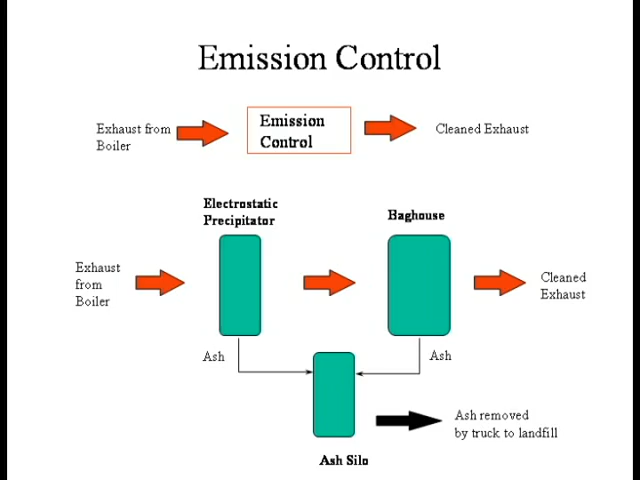 Emission Control
Exhaust from
Boiler
Emission
Control
Cleaned Exhaust
Electrostatic
Precipitator
Baghouse
Exhaust
from
Boiler
Cleaned
Exhaust
Ash
Ash
Ash removed
by truck to landfill
Ash Silo